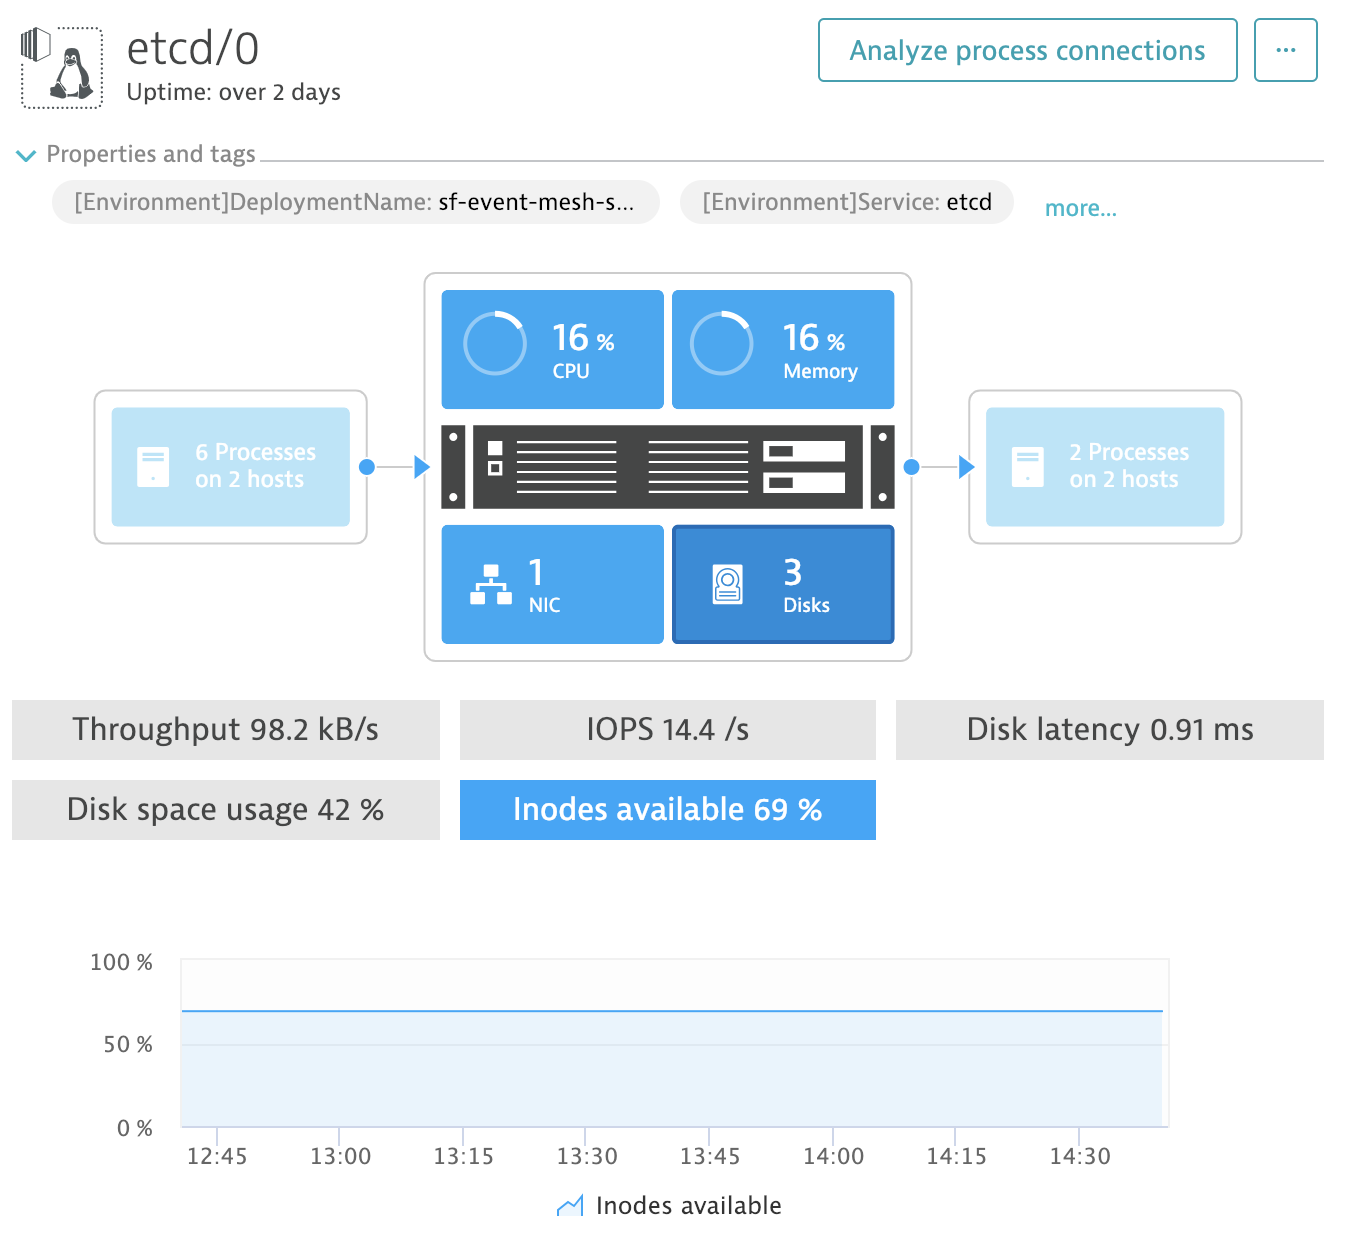 etcd/0
Uptime: over 2 days
Analyze process connections
...
Properties and tags
[Environment]DeploymentName: sf-event-mesh-s...
[Environment]Service: etcd
more...
16 %
CPU
16 %
Memory
6 Processes
on 2 hosts
2 Processes
on 2 hosts
1
NIC
3
Disks
Throughput 98.2 kB/s
IOPS 14.4 /s
Disk latency 0.91 ms
Disk space usage 42 %
Inodes available 69 %
100 %
50 %
0 %
12:45
13:00
13:15
13:30
13:45
14:00
14:15
14:30
Inodes available